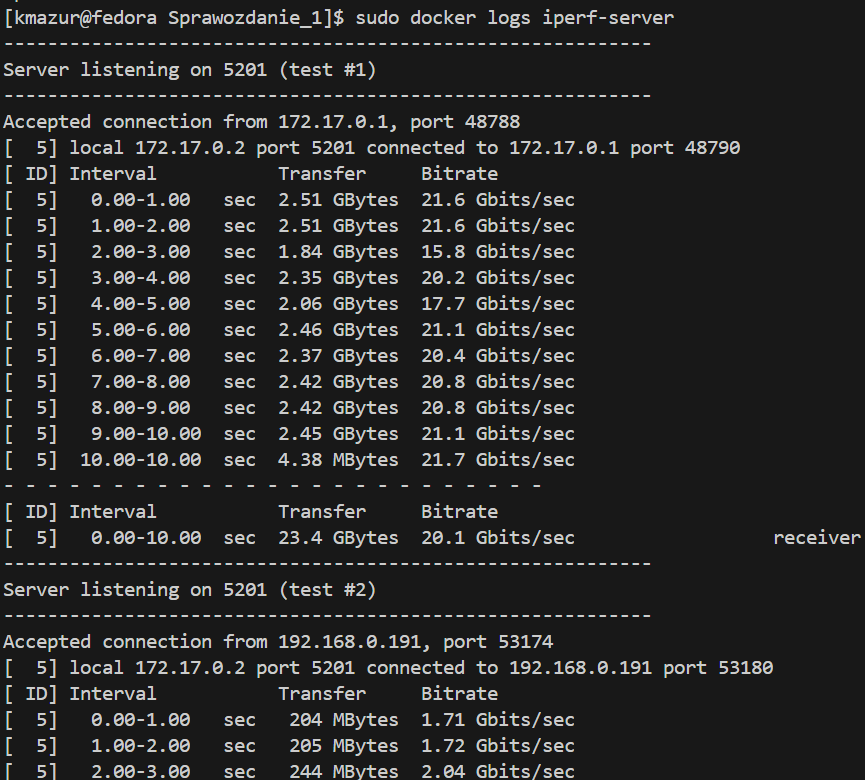 [kmazur@fedora Sprawozdanie_1]$ sudo docker logs iperf-server
-----------------------------------------------------------
Server listening on 5201 (test #1)
-----------------------------------------------------------
Accepted connection from 172.17.0.1, port 48788
[  5] local 172.17.0.2 port 5201 connected to 172.17.0.1 port 48790
[ ID] Interval           Transfer     Bitrate
[  5]   0.00-1.00   sec  2.51 GBytes  21.6 Gbits/sec
[  5]   1.00-2.00   sec  2.51 GBytes  21.6 Gbits/sec
[  5]   2.00-3.00   sec  1.84 GBytes  15.8 Gbits/sec
[  5]   3.00-4.00   sec  2.35 GBytes  20.2 Gbits/sec
[  5]   4.00-5.00   sec  2.06 GBytes  17.7 Gbits/sec
[  5]   5.00-6.00   sec  2.46 GBytes  21.1 Gbits/sec
[  5]   6.00-7.00   sec  2.37 GBytes  20.4 Gbits/sec
[  5]   7.00-8.00   sec  2.42 GBytes  20.8 Gbits/sec
[  5]   8.00-9.00   sec  2.42 GBytes  20.8 Gbits/sec
[  5]   9.00-10.00  sec  2.45 GBytes  21.1 Gbits/sec
[  5]  10.00-10.00  sec  4.38 MBytes  21.7 Gbits/sec
- - - - - - - - - - - - - - - - - - - - - - - - -
[ ID] Interval           Transfer     Bitrate
[  5]   0.00-10.00  sec  23.4 GBytes  20.1 Gbits/sec                  receiver
-----------------------------------------------------------
Server listening on 5201 (test #2)
-----------------------------------------------------------
Accepted connection from 192.168.0.191, port 53174
[  5] local 172.17.0.2 port 5201 connected to 192.168.0.191 port 53180
[ ID] Interval           Transfer     Bitrate
[  5]   0.00-1.00   sec   204 MBytes  1.71 Gbits/sec
[  5]   1.00-2.00   sec   205 MBytes  1.72 Gbits/sec
[  5]   2.00-3.00   sec   244 MBytes  2.04 Gbits/sec